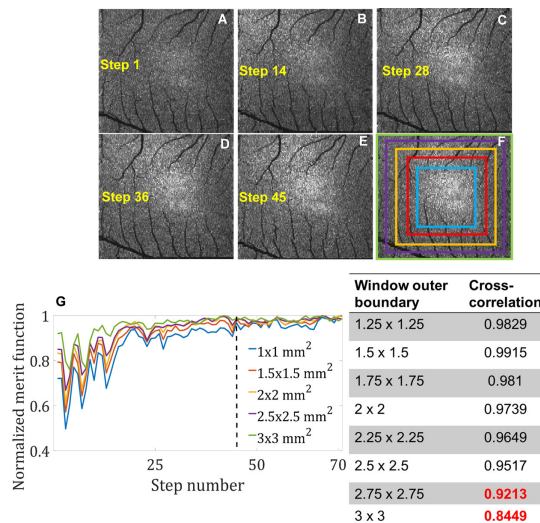 A
B
C
Step 1
Step 14
Step 28
D
E
F
Step 36
Step 45
G
Normalized merit function
1
0.8
0.6
0.4
25
50
70
Step number
1x1 mm²
1.5x1.5 mm²
2x2 mm²
2.5x2.5 mm²
3x3 mm²
Window outer boundary Cross-correlation
1.25 x 1.25 0.9829
1.5 x 1.5 0.9915
1.75 x 1.75 0.981
2 x 2 0.9739
2.25 x 2.25 0.9649
2.5 x 2.5 0.9517
2.75 x 2.75 0.9213
3 x 3 0.8449